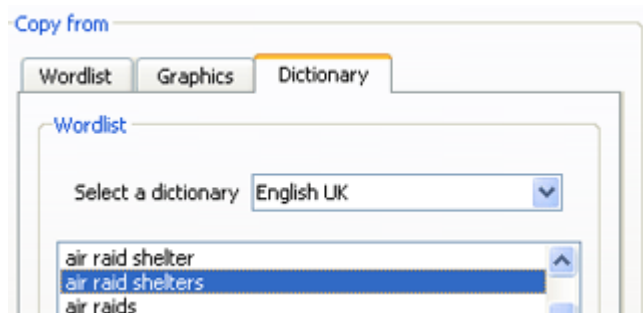 Copy from
Wordlist Graphics Dictionary
Wordlist
Select a dictionary English UK
air raid shelter
air raid shelters
air raids